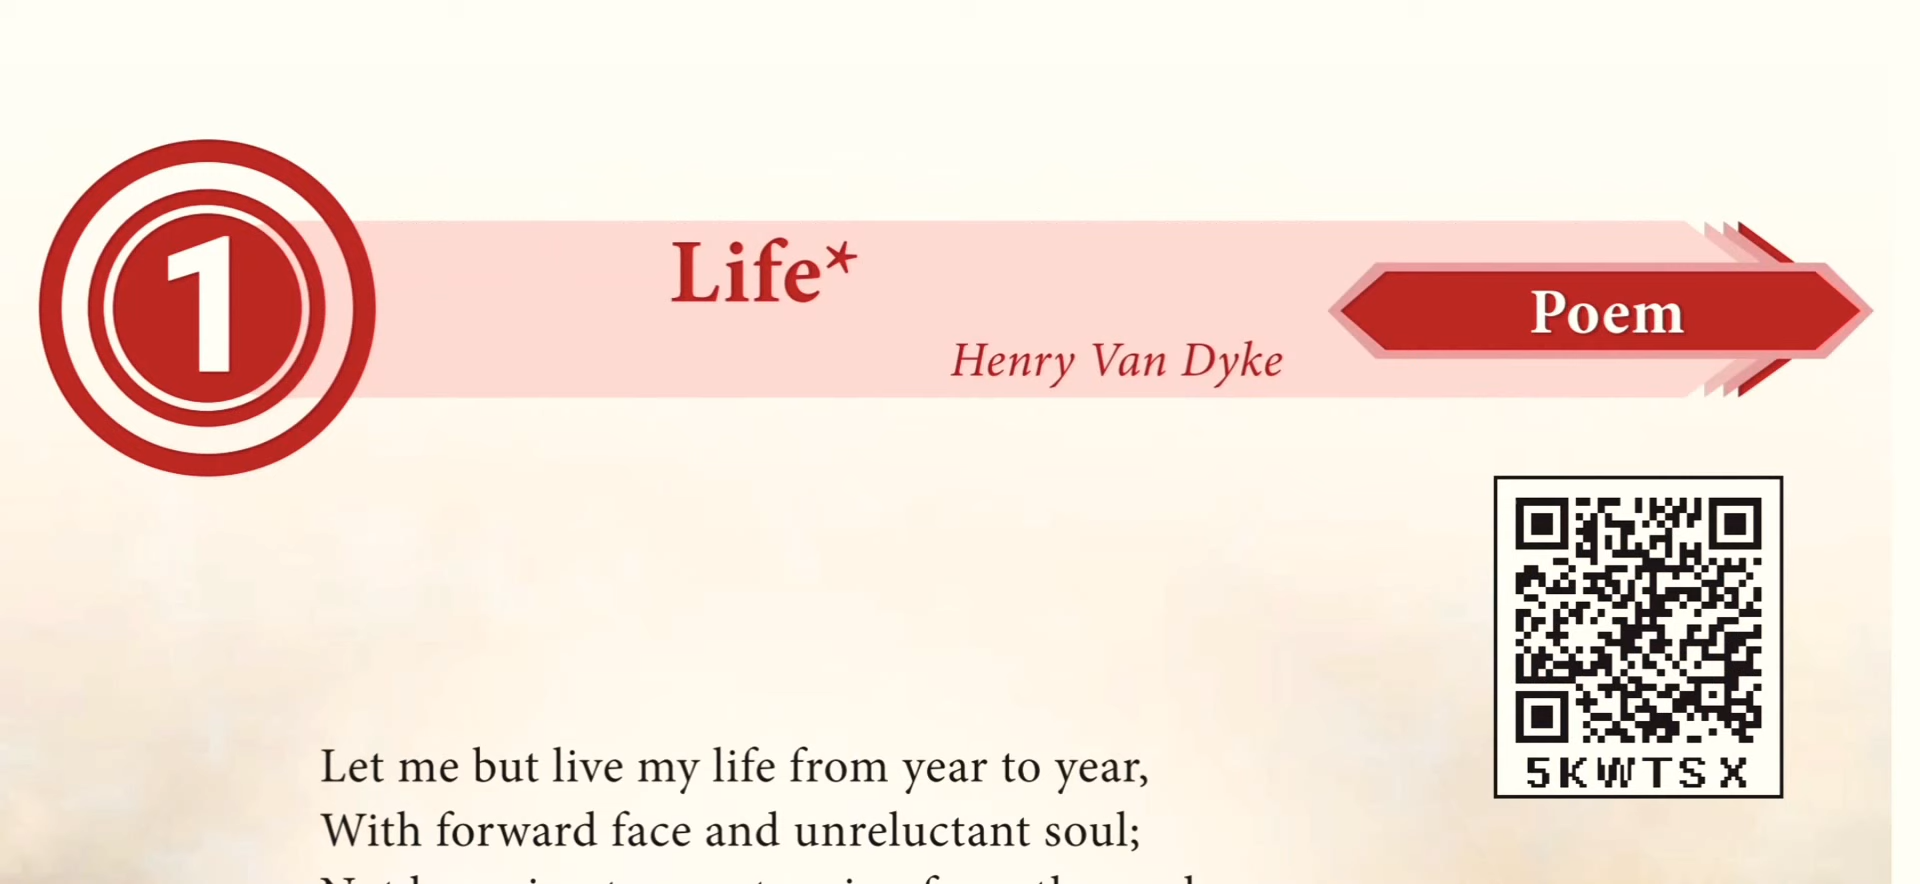 1
Life*
Poem
Henry Van Dyke
5KWTSX
Let me but live my life from year to year,
With forward face and unreluctant soul;